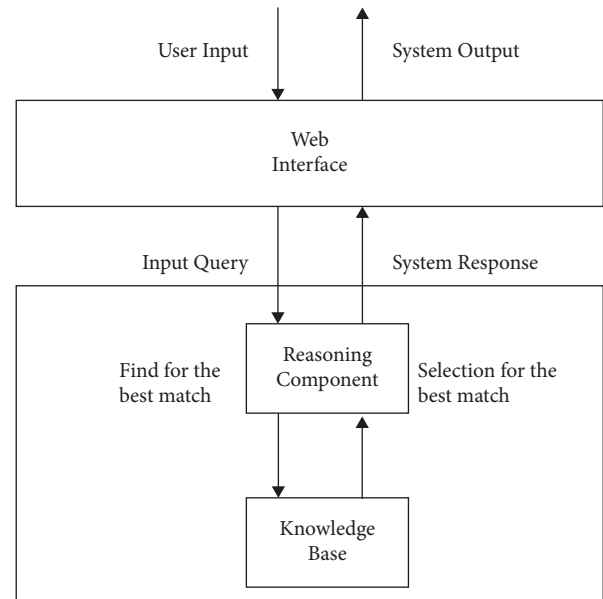 User Input
System Output
Web
Interface
Input Query
System Response
Reasoning
Component
Find for the
best match
Selection for the
best match
Knowledge
Base